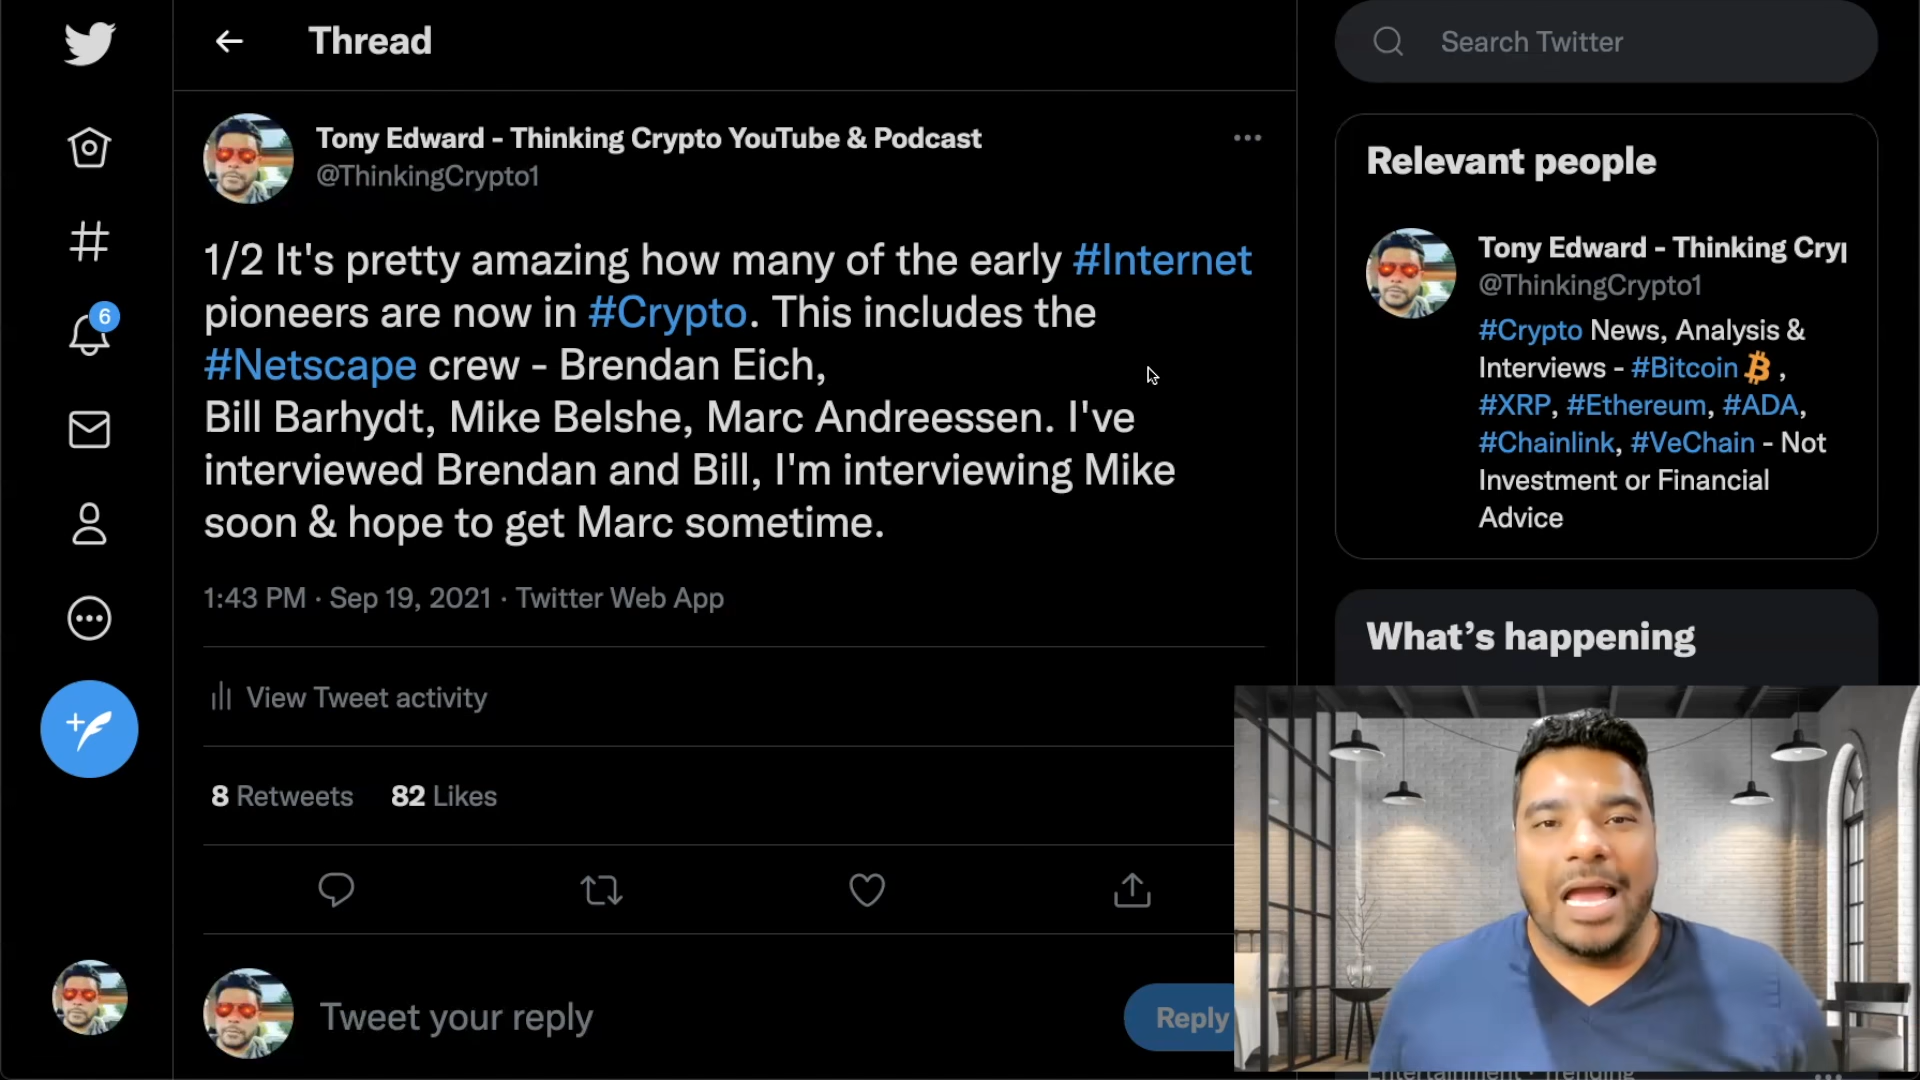 Thread
Search Twitter
Tony Edward - Thinking Crypto YouTube & Podcast
@ThinkingCrypto1
1/2 It's pretty amazing how many of the early #Internet
pioneers are now in #Crypto. This includes the
#Netscape crew - Brendan Eich,
Bill Barhydt, Mike Belshe, Marc Andreessen. I've
interviewed Brendan and Bill, I'm interviewing Mike
soon & hope to get Marc sometime.
1:43 PM · Sep 19, 2021 · Twitter Web App
View Tweet activity
8 Retweets 82 Likes
Tweet your reply
Reply
6
Relevant people
Tony Edward - Thinking Cry
@ThinkingCrypto1
#Crypto News, Analysis &
Interviews - #Bitcoin ,
#XRP, #Ethereum, #ADA,
#Chainlink, #VeChain - Not
Investment or Financial
Advice
What's happening
Entertainment · Trending